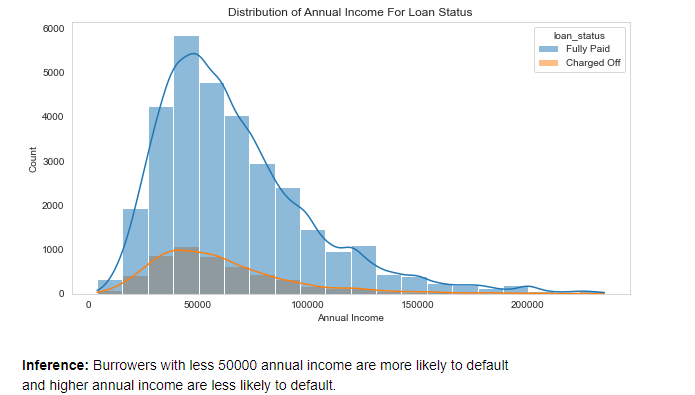 Distribution of Annual Income For Loan Status
loan_status
Fully Paid
Charged Off
6000
5000
4000
3000
2000
1000
0
Count
0 50000 100000 150000 200000
Annual Income
Inference: Burrowers with less 50000 annual income are more likely to default
and higher annual income are less likely to default.